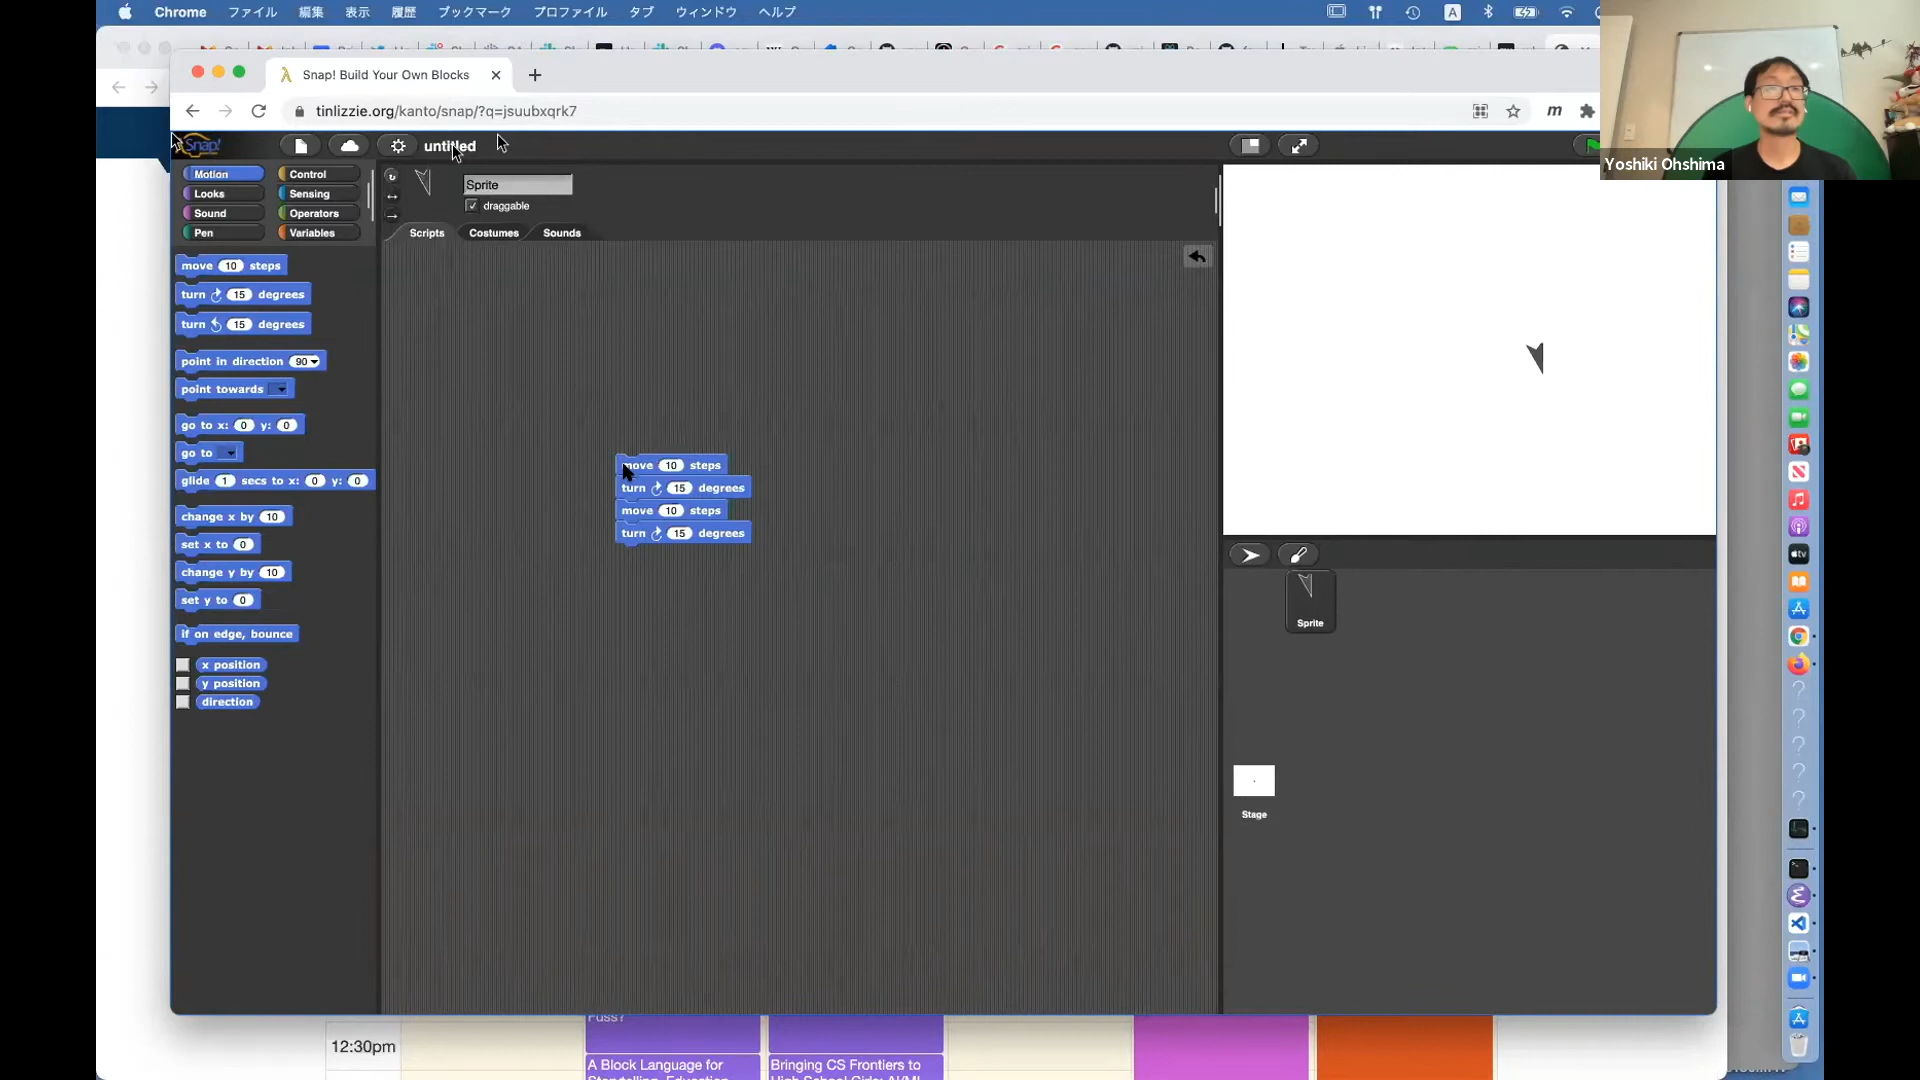 Chrome ファイル 編集 表示 履歴 ブックマーク プロファイル タブ ウィンドウ ヘルプ A
Snap! Build Your Own Blocks
tinlizzie.org/kanto/snap/?q=jsuubxqrk7
m
Yoshiki Ohshima
Snap! untitled
Motion Control
Looks Sensing
Sound Operators
Pen Variables
Sprite
draggable
Scripts Costumes Sounds
move 10 steps
turn 15 degrees
turn 15 degrees
point in direction 90
point towards
go to x: 0 y: 0
go to
glide 1 secs to x: 0 y: 0
change x by 10
set x to 0
change y by 10
set y to 0
if on edge, bounce
x position
y position
direction
move 10 steps
turn 15 degrees
move 10 steps
turn 15 degrees
Sprite
Stage
tv
Fuss?
12:30pm
A Block Language for
Bringing CS Frontiers to